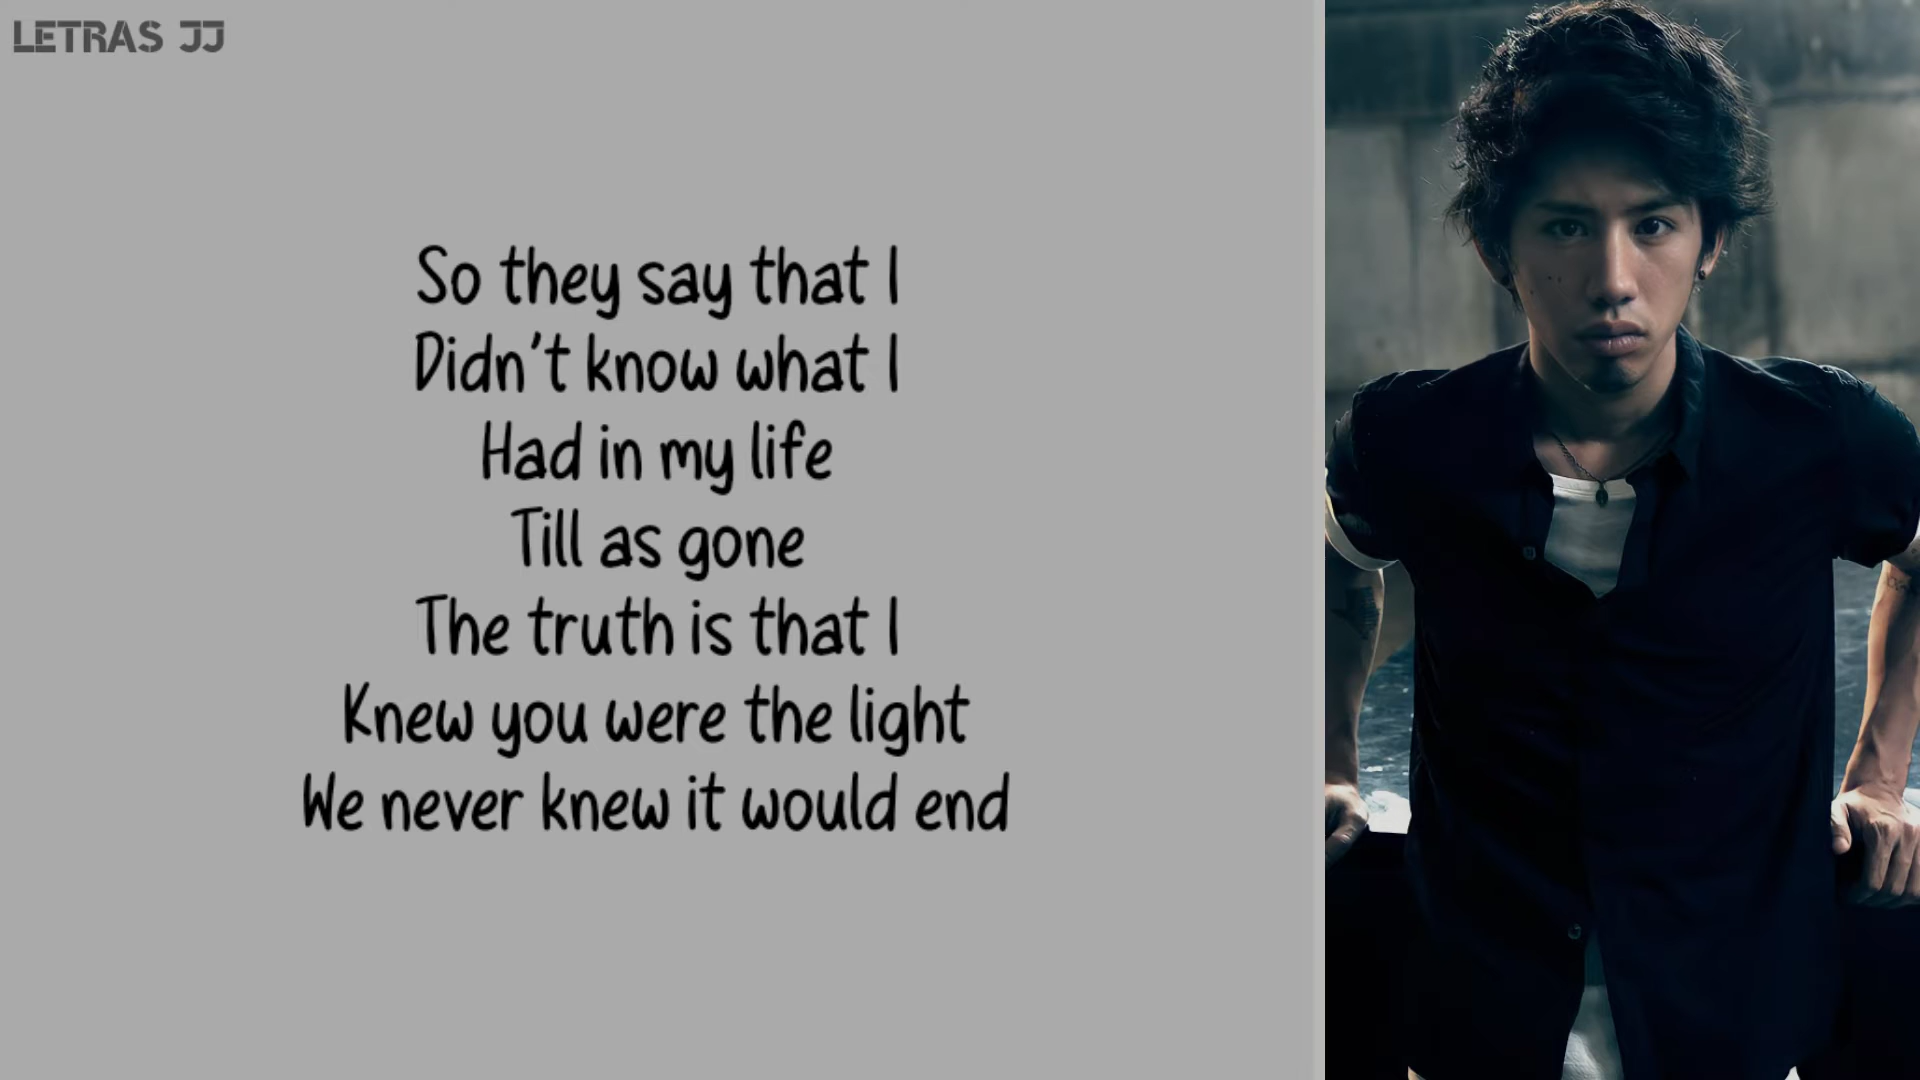 LETRAS JJ
So they say that I
Didn't know what I
Had in my life
Till as gone
The truth is that I
Knew you were the light
We never knew it would end